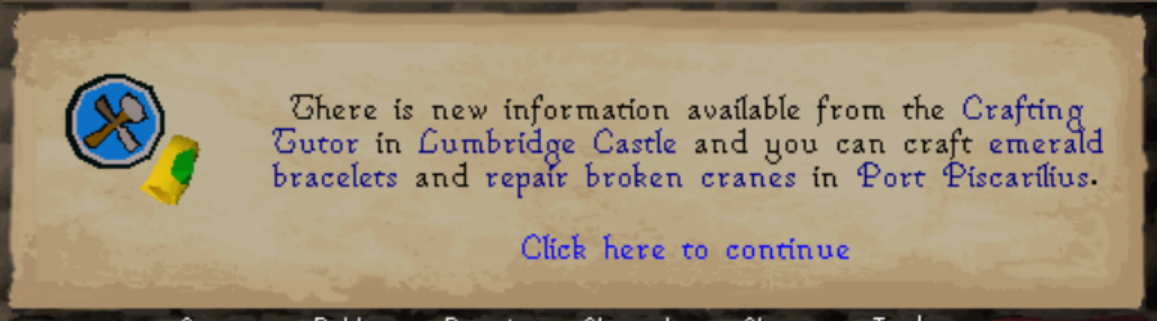 There is new information available from the Crafting
Tutor in Lumbridge Castle and you can craft emerald
bracelets and repair broken cranes in Port Piscarilius.
Click here to continue